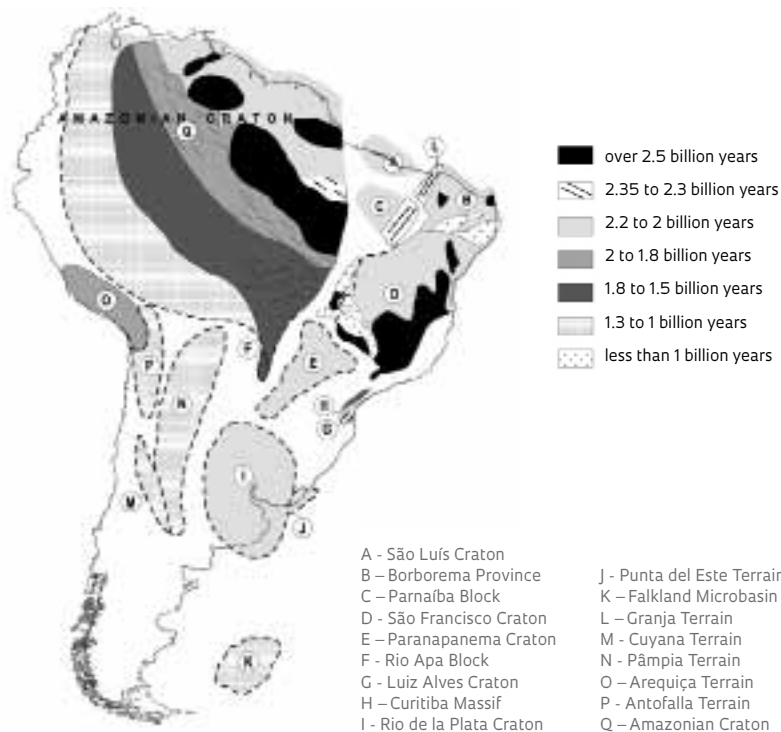 AMAZONIAN CRATON
Q
A
L
B
C
D
O
F
E
P
N
H
G
I
M
J
K
over 2.5 billion years
2.35 to 2.3 billion years
2.2 to 2 billion years
2 to 1.8 billion years
1.8 to 1.5 billion years
1.3 to 1 billion years
less than 1 billion years
A - São Luís Craton
B – Borborema Province
C – Parnaíba Block
D - São Francisco Craton
E – Paranapanema Craton
F - Rio Apa Block
G - Luiz Alves Craton
H – Curitiba Massif
I - Rio de la Plata Craton
J - Punta del Este Terrain
K – Falkland Microbasin
L – Granja Terrain
M - Cuyana Terrain
N - Pâmpia Terrain
O – Arequiça Terrain
P - Antofalla Terrain
Q – Amazonian Craton